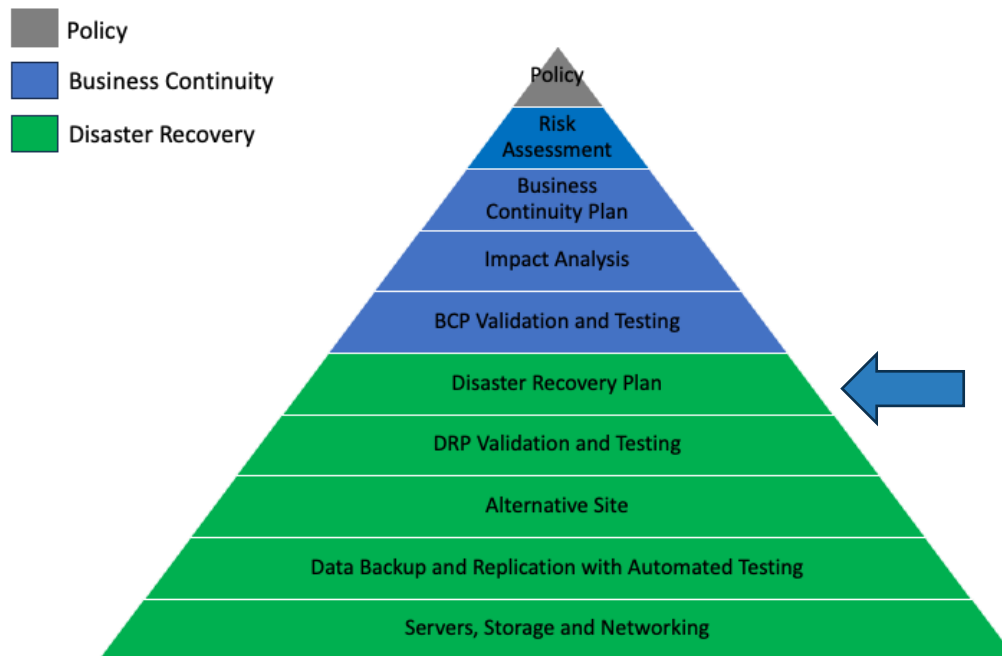 Policy
Business Continuity
Disaster Recovery
Policy
Risk
Assessment
Business
Continuity Plan
Impact Analysis
BCP Validation and Testing
Disaster Recovery Plan
DRP Validation and Testing
Alternative Site
Data Backup and Replication with Automated Testing
Servers, Storage and Networking